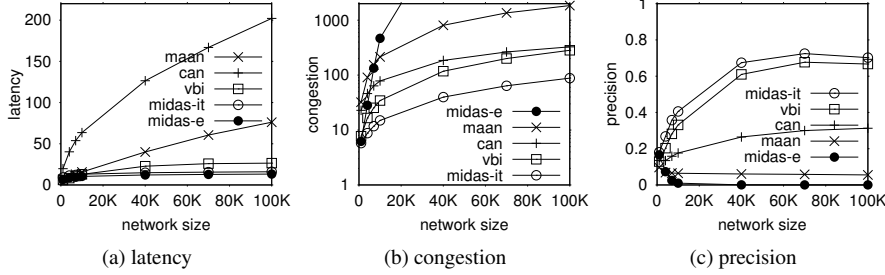 220
200
150
100
50
0
latency
maan
can
vbi
midas-it
midas-e
0 20K 40K 60K 80K 100K
network size
(a) latency
1000
100
10
1
congestion
midas-e
maan
can
vbi
midas-it
0 20K 40K 60K 80K 100K
network size
(b) congestion
1
0.8
0.6
0.4
0.2
0
precision
midas-it
vbi
can
maan
midas-e
0 20K 40K 60K 80K 100K
network size
(c) precision